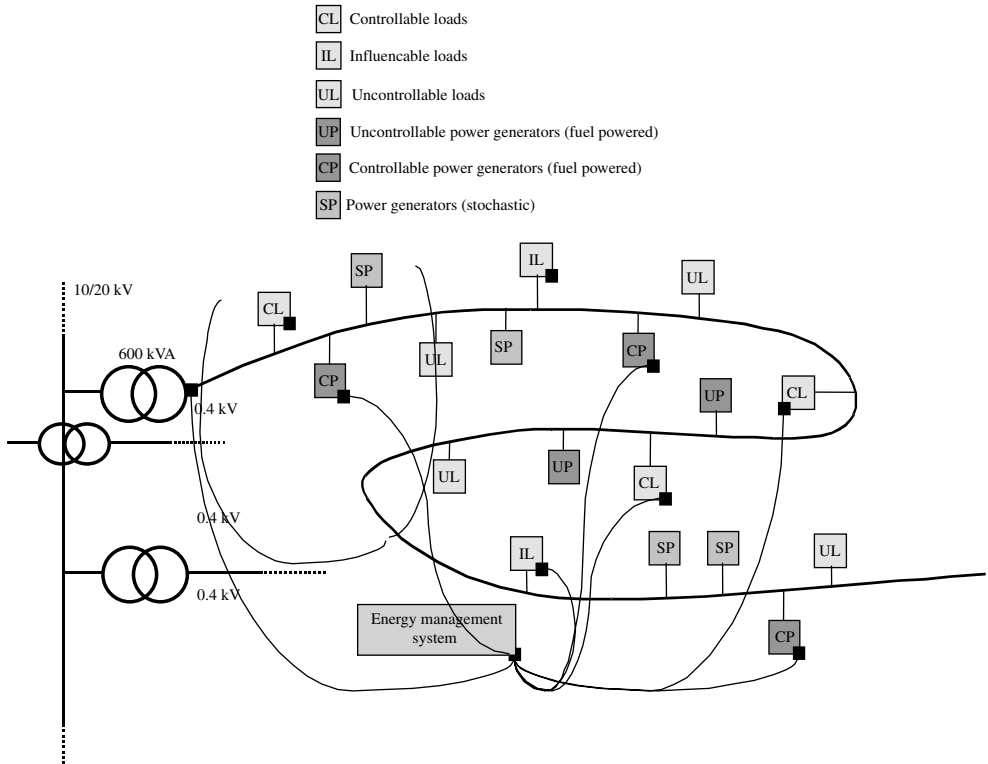 CL Controllable loads
IL Influencable loads
UL Uncontrollable loads
UP Uncontrollable power generators (fuel powered)
CP Controllable power generators (fuel powered)
SP Power generators (stochastic)
10/20 kV
600 kVA
0.4 kV
0.4 kV
0.4 kV
CL
SP
IL
UL
CP
UL
SP
CP
UP
CL
UL
UP
CL
IL
SP
SP
UL
CP
Energy management
system